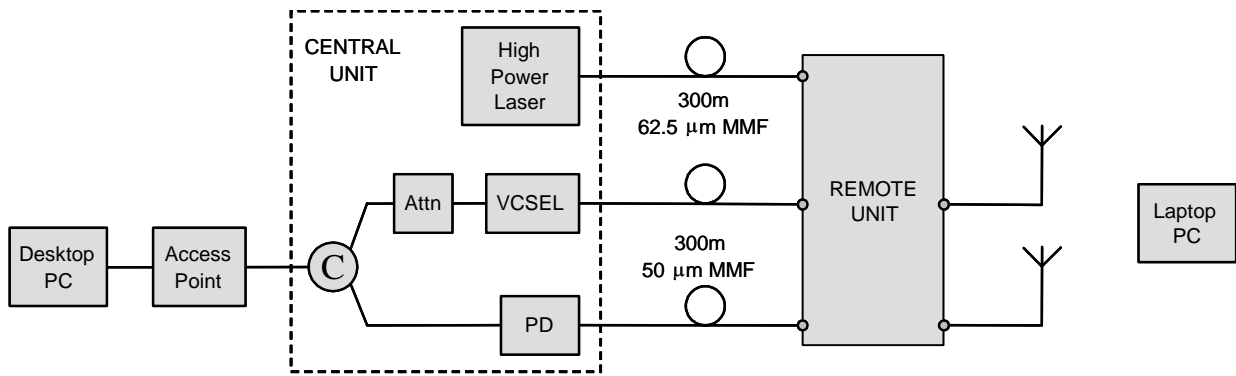 CENTRAL
UNIT
High
Power
Laser
300m
62.5 μm MMF
Attn
VCSEL
REMOTE
UNIT
Laptop
PC
Desktop
PC
Access
Point
C
300m
50 μm MMF
PD